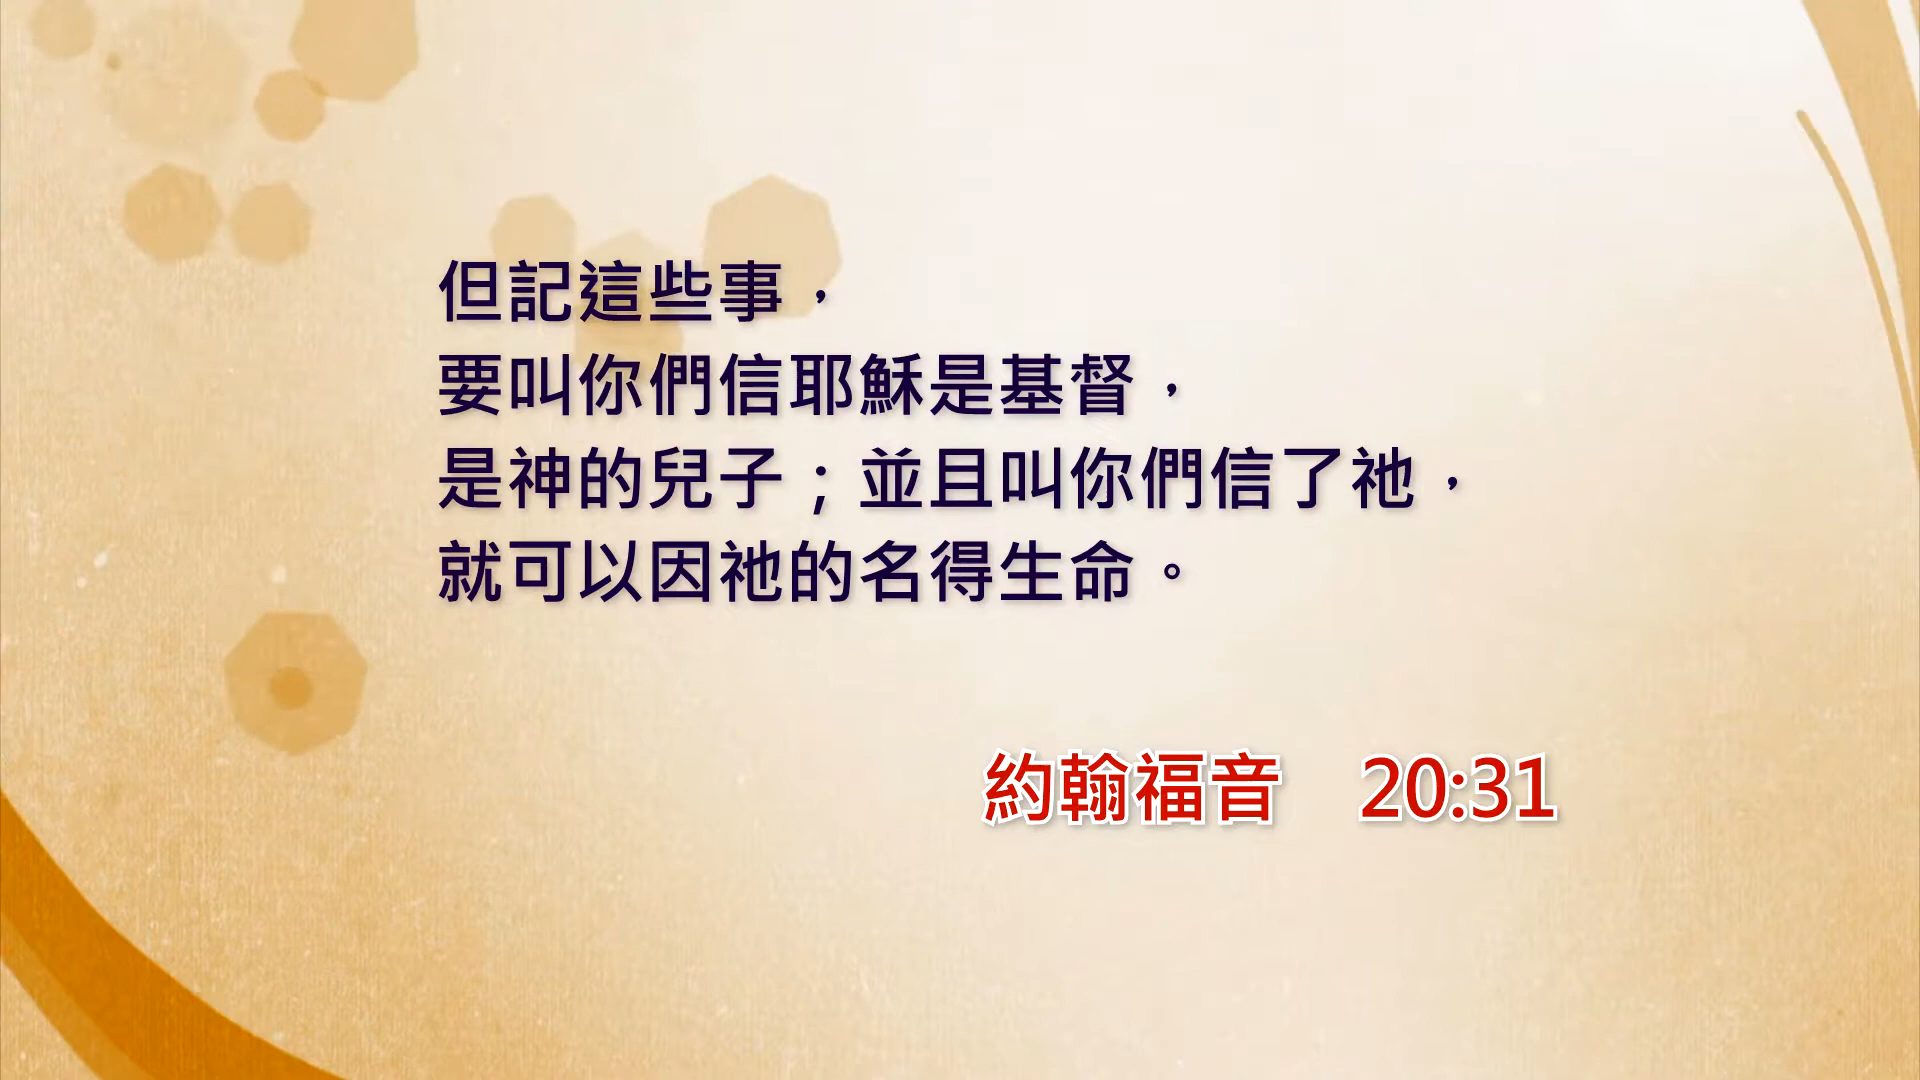 但記這些事，
要叫你們信耶穌是基督，
是神的兒子；並且叫你們信了祂，
就可以因祂的名得生命。
約翰福音　20:31